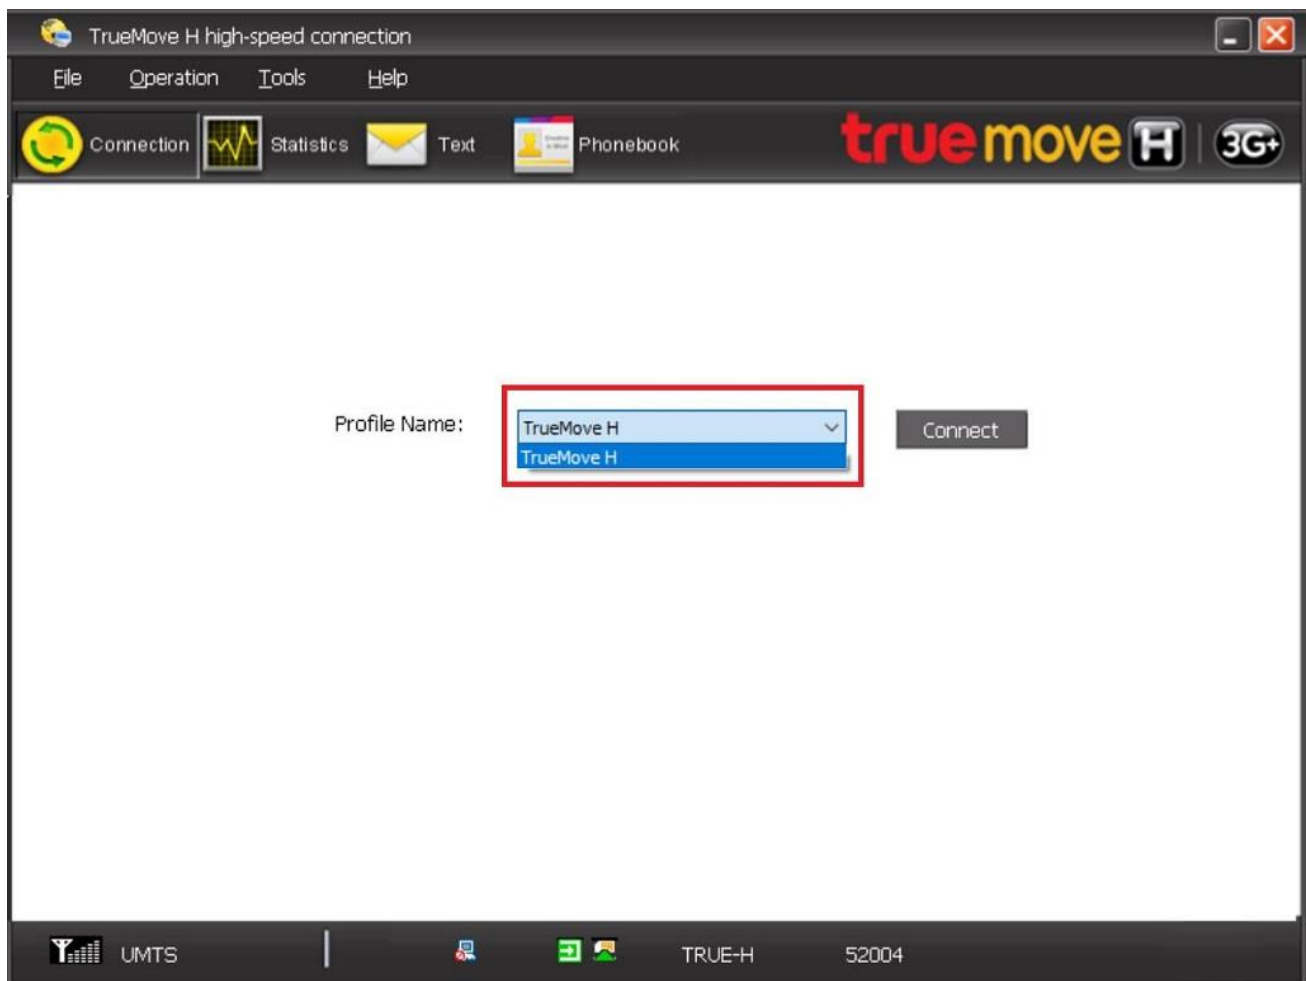 TrueMove H high-speed connection
File Operation Tools Help
Connection Statistics Text Phonebook truemove H 3G+
Profile Name: TrueMove H Connect
TrueMove H
UMTS TRUE-H 52004